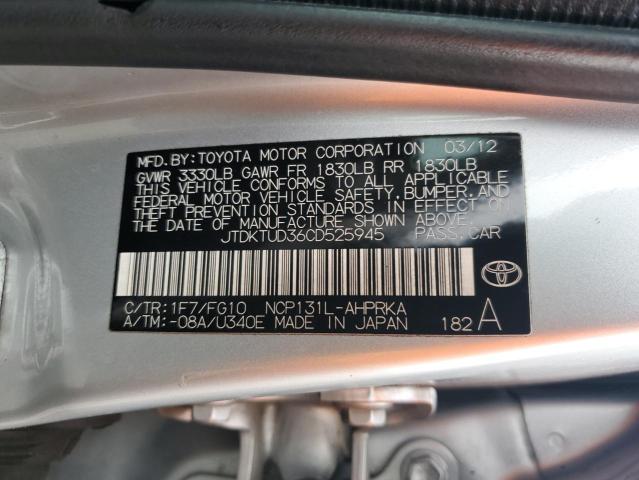 MFD.BY:TOYOTA MOTOR CORPORATION 03/12
GVWR 3330LB GAWR FR 1830LB RR 1830LB
THIS VEHICLE CONFORMS TO ALL APPLICABLE
FEDERAL MOTOR VEHICLE SAFETY, BUMPER, AND
THEFT PREVENTION STANDARDS IN EFFECT ON
THE DATE OF MANUFACTURE SHOWN ABOVE.
JTDKTUD36CD525945 PASS.CAR
C/TR:1F7/FG10 NCP131L-AHPRKA
A/TM:-08A/U340E MADE IN JAPAN 182 A